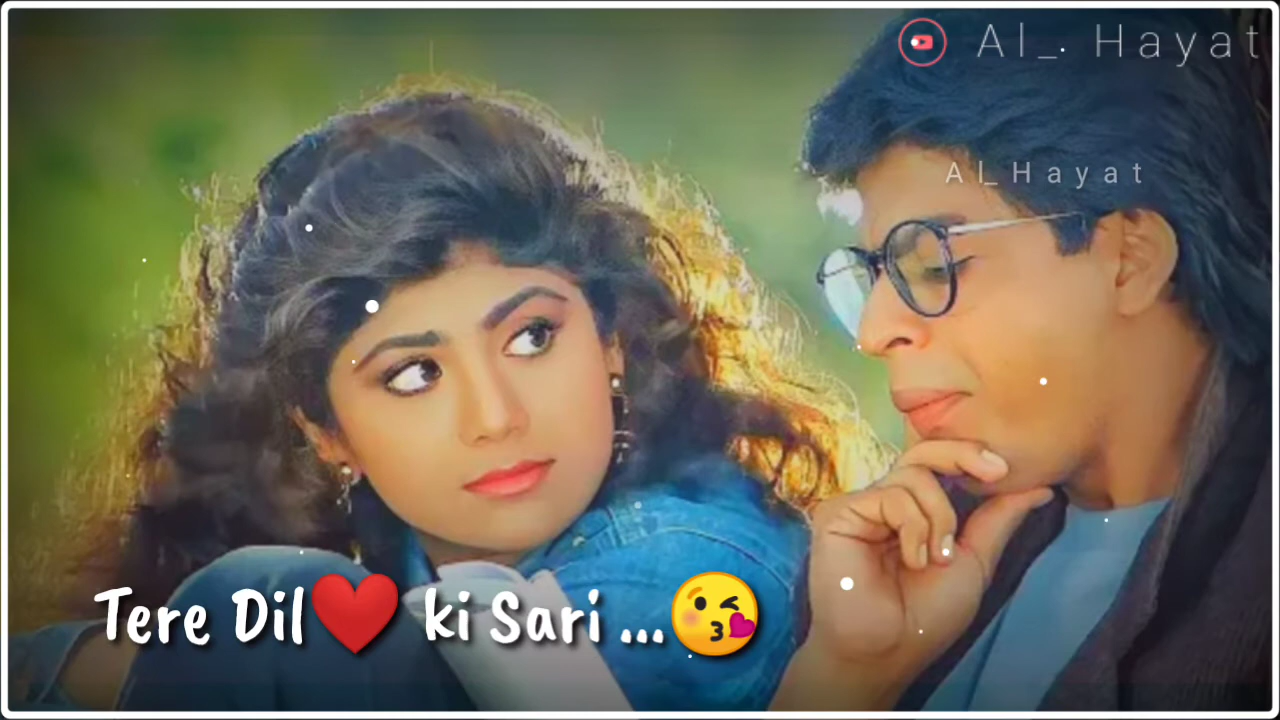 Al_ Hayat
Al_Hayat
Tere Dil❤️ ki Sari ...😘